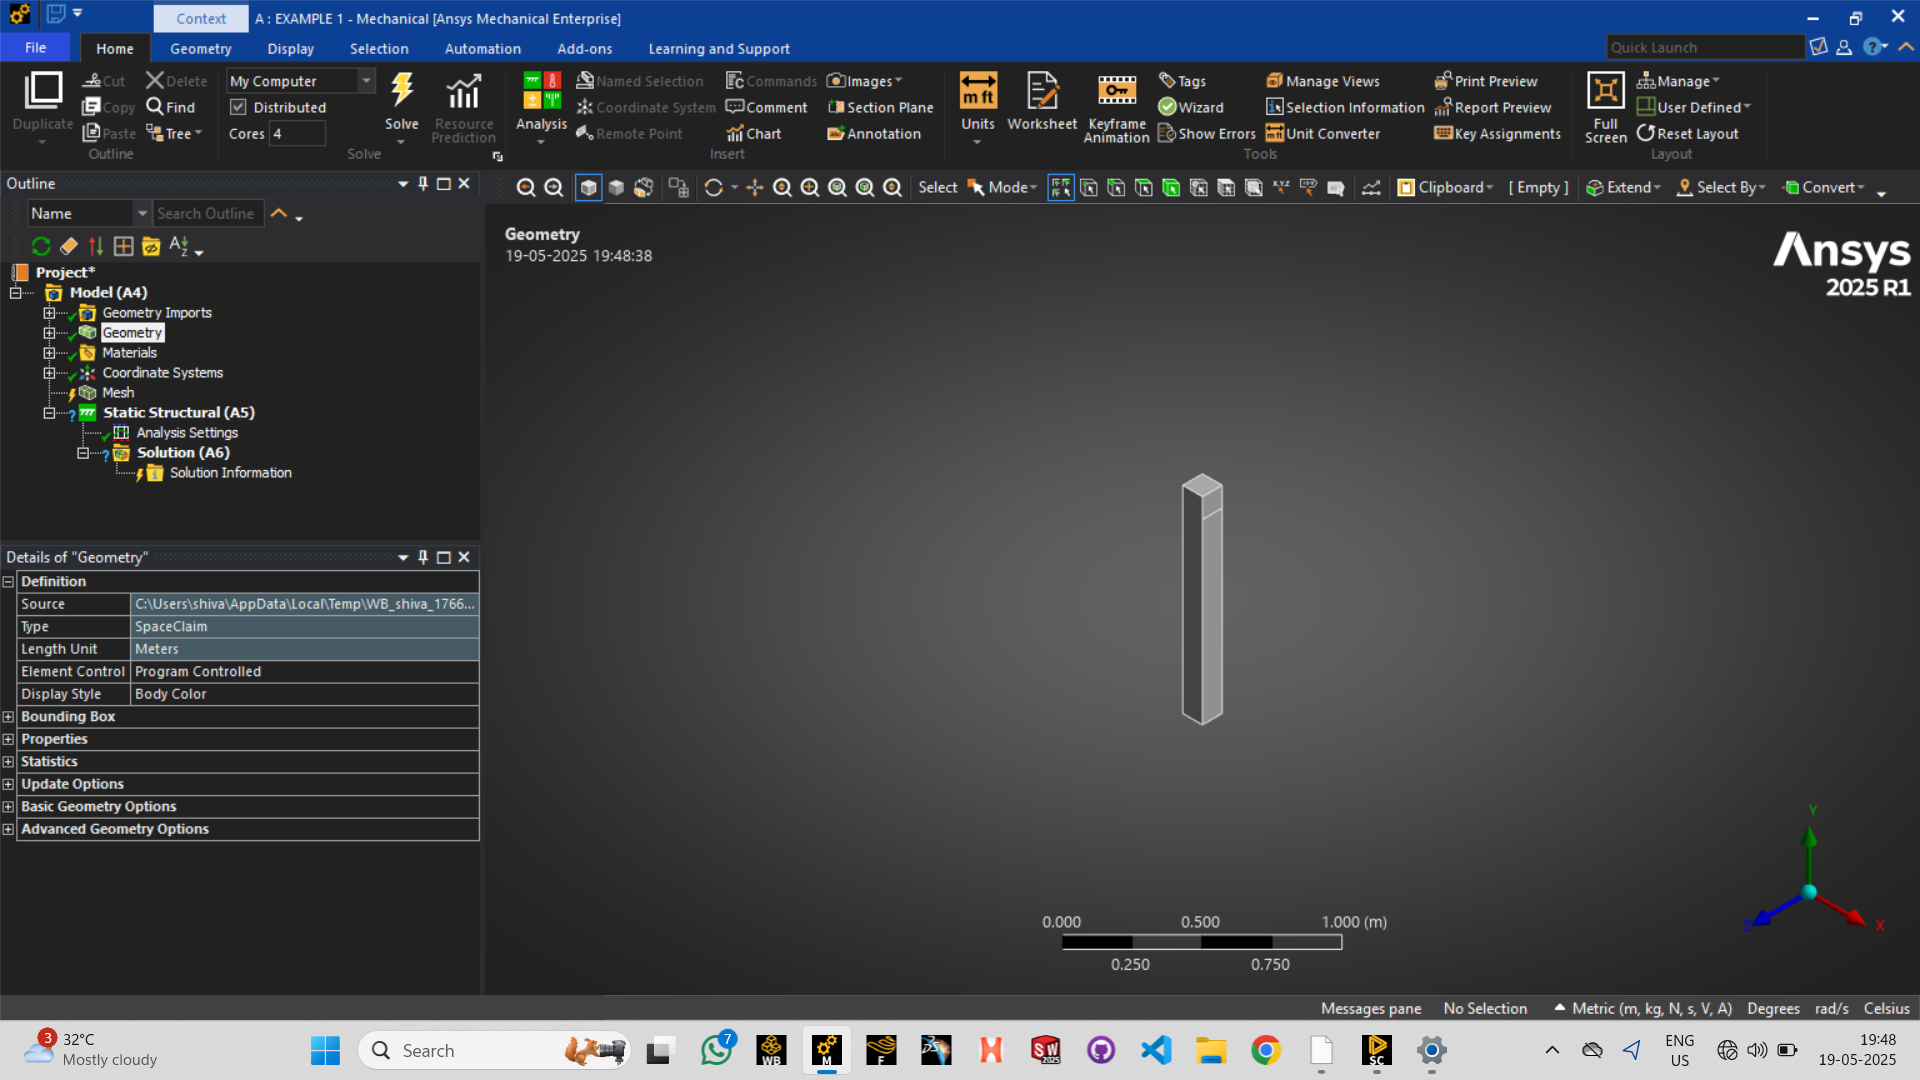 Context
A : EXAMPLE 1 - Mechanical [Ansys Mechanical Enterprise]
File
Home
Geometry
Display
Selection
Automation
Add-ons
Learning and Support
Quick Launch
Duplicate
Cut
Copy
Paste
Delete
Find
Tree
Outline
My Computer
Distributed
Cores 4
Solve
Resource Prediction
Solve
Analysis
Named Selection
Coordinate System
Remote Point
Commands
Comment
Chart
Images
Section Plane
Annotation
Insert
Units
Worksheet
Keyframe Animation
Tags
Wizard
Show Errors
Manage Views
Selection Information
Unit Converter
Print Preview
Report Preview
Key Assignments
Tools
Full Screen
Manage
User Defined
Reset Layout
Layout
Outline
Name
Search Outline
Project*
Model (A4)
Geometry Imports
Geometry
Materials
Coordinate Systems
Mesh
Static Structural (A5)
Analysis Settings
Solution (A6)
Solution Information
Select
Mode
Clipboard
[ Empty ]
Extend
Select By
Convert
Geometry
19-05-2025 19:48:38
Ansys
2025 R1
Details of "Geometry"
Definition
Source C:\Users\shiva\AppData\Local\Temp\WB_shiva_1766...
Type SpaceClaim
Length Unit Meters
Element Control Program Controlled
Display Style Body Color
Bounding Box
Properties
Statistics
Update Options
Basic Geometry Options
Advanced Geometry Options
0.000 0.500 1.000 (m)
0.250 0.750
Y
Z
X
Messages pane
No Selection
Metric (m, kg, N, s, V, A)
Degrees
rad/s
Celsius
3
32°C
Mostly cloudy
Search
7
WB
M
F
SW
2025
SC
ENG
US
19:48
19-05-2025